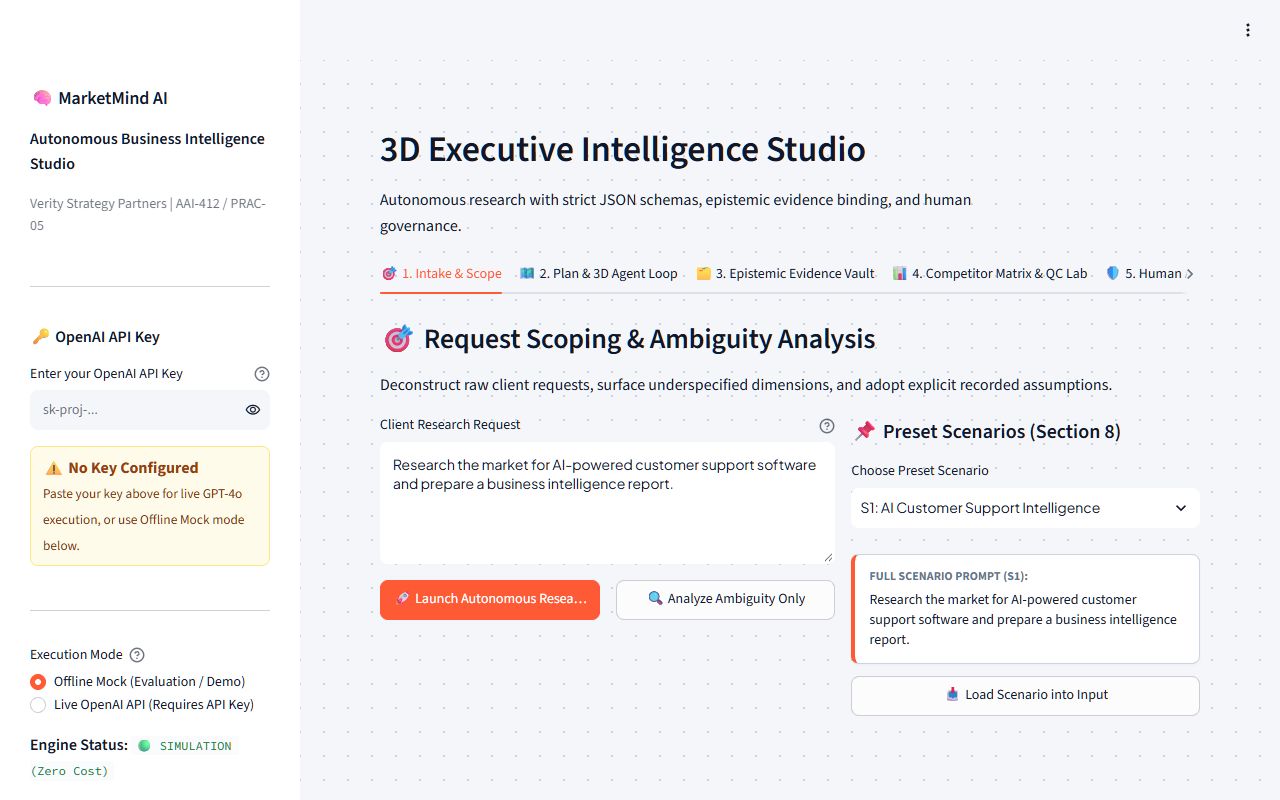 MarketMind AI
Autonomous Business Intelligence
Studio
Verity Strategy Partners | AAI-412 / PRAC-
05
OpenAI API Key
Enter your OpenAI API Key
sk-proj-...
No Key Configured
Paste your key above for live GPT-4o
execution, or use Offline Mock mode
below.
Execution Mode
Offline Mock (Evaluation / Demo)
Live OpenAI API (Requires API Key)
Engine Status: SIMULATION
(Zero Cost)
3D Executive Intelligence Studio
Autonomous research with strict JSON schemas, epistemic evidence binding, and human
governance.
1. Intake & Scope 2. Plan & 3D Agent Loop 3. Epistemic Evidence Vault 4. Competitor Matrix & QC Lab 5. Human
Request Scoping & Ambiguity Analysis
Deconstruct raw client requests, surface underspecified dimensions, and adopt explicit recorded assumptions.
Client Research Request
Research the market for AI-powered customer support software
and prepare a business intelligence report.
Launch Autonomous Resea... Analyze Ambiguity Only
Preset Scenarios (Section 8)
Choose Preset Scenario
S1: AI Customer Support Intelligence
FULL SCENARIO PROMPT (S1):
Research the market for AI-powered customer
support software and prepare a business intelligence
report.
Load Scenario into Input